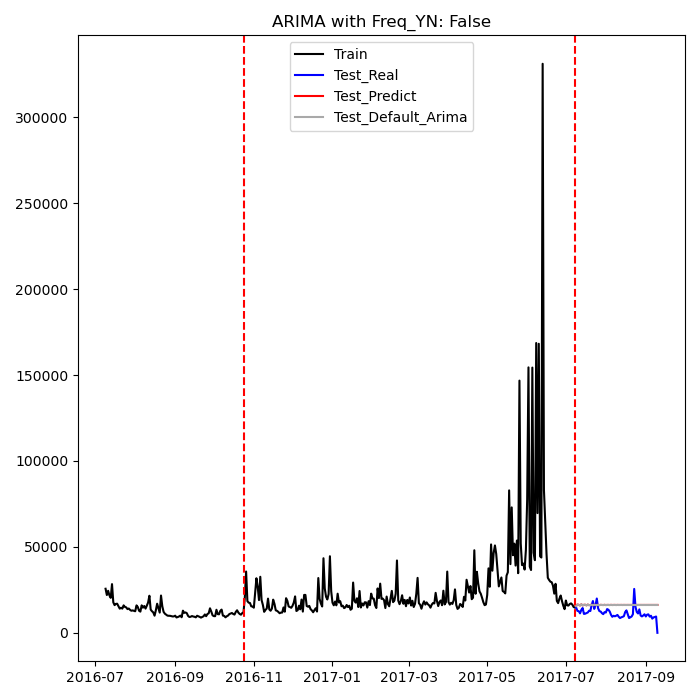 ARIMA with Freq_YN: False
Train
Test_Real
Test_Predict
Test_Default_Arima
300000
250000
200000
150000
100000
50000
0
2016-07 2016-09 2016-11 2017-01 2017-03 2017-05 2017-07 2017-09